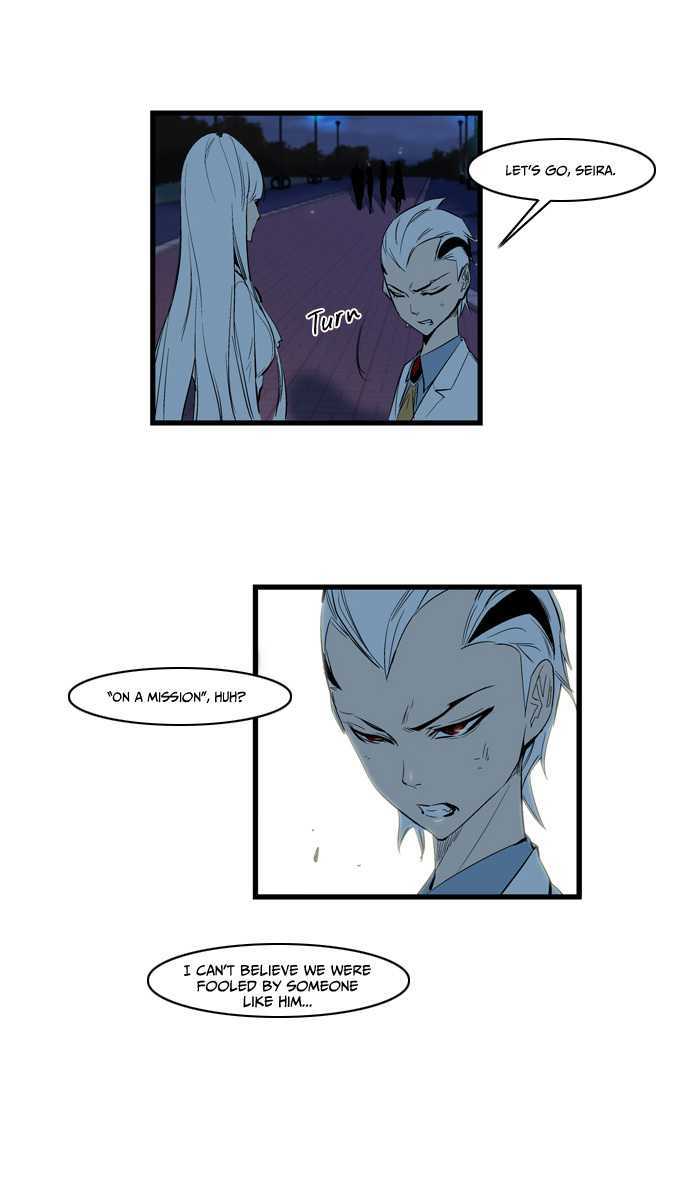 LET'S GO, SEIRA.
Turn
"ON A MISSION", HUH?
I CAN'T BELIEVE WE WERE
FOOLED BY SOMEONE
LIKE HIM...